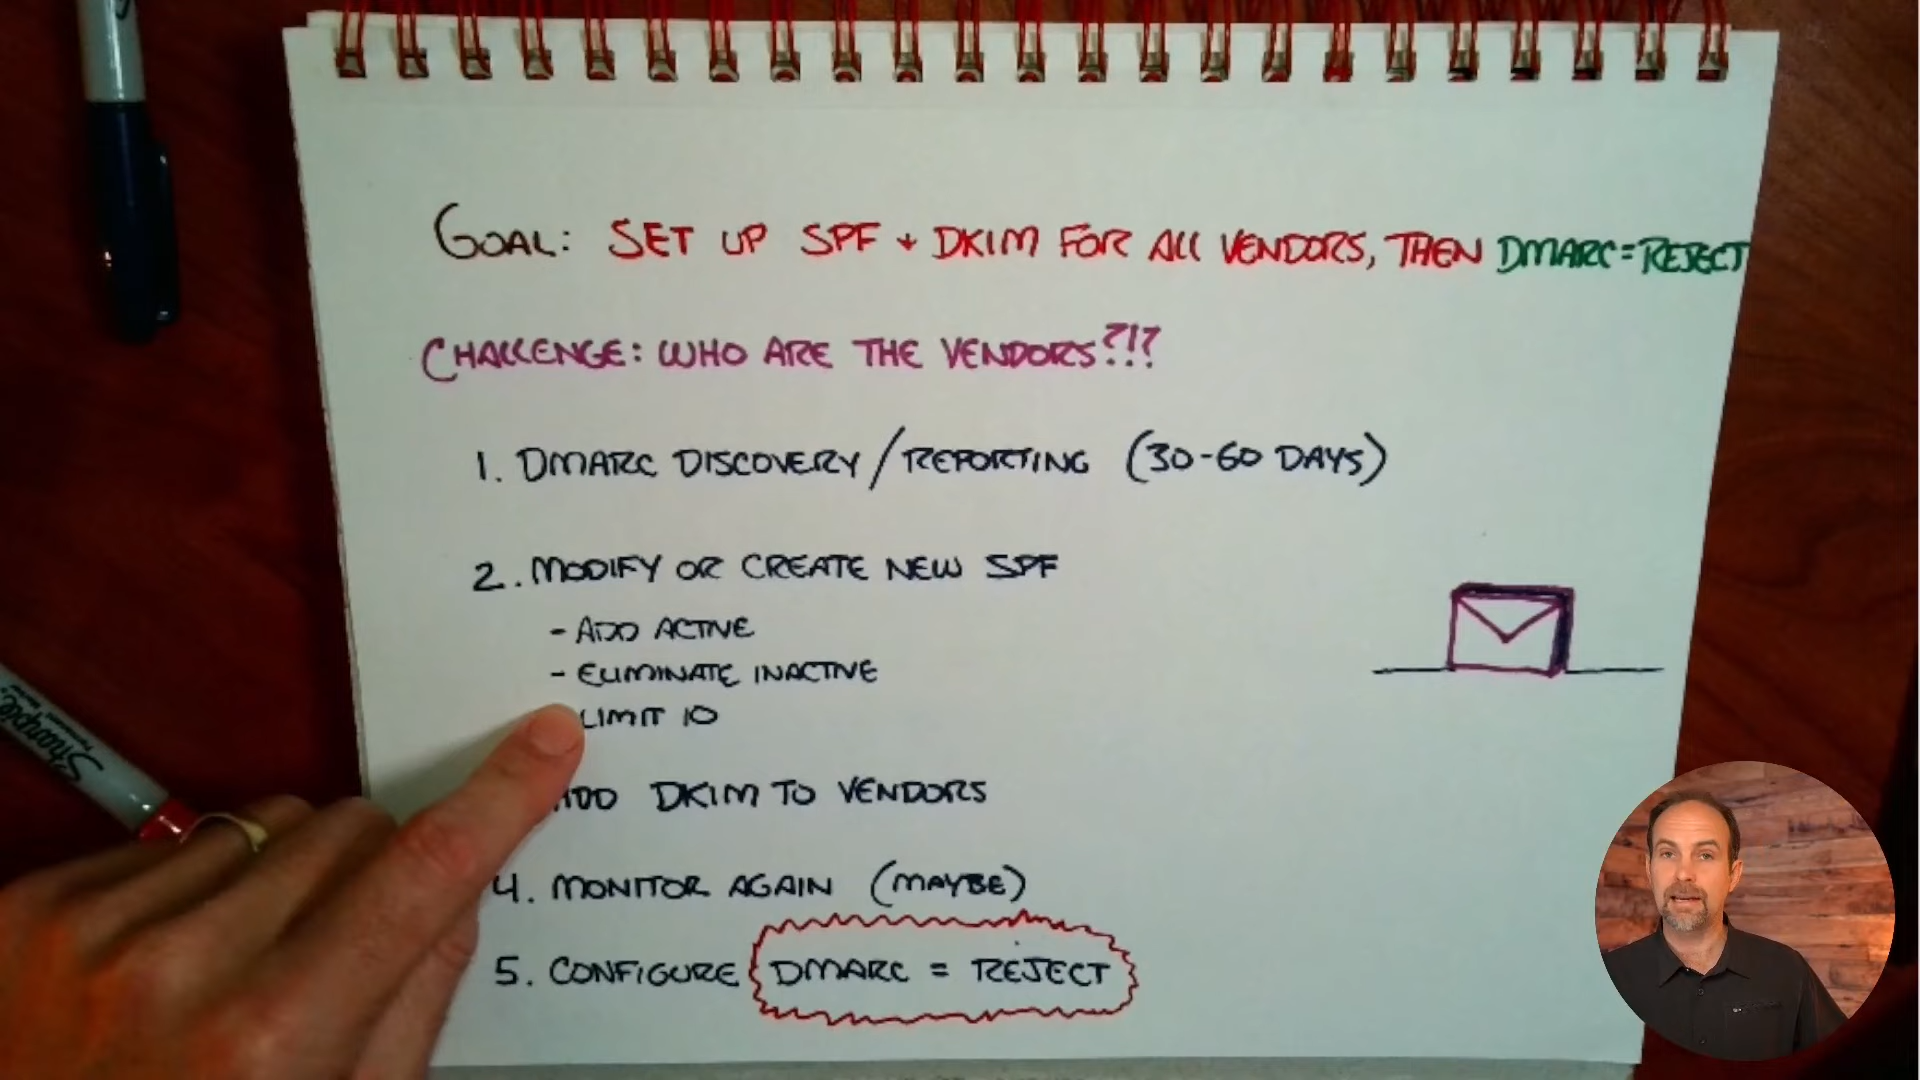 GOAL: SET UP SPF + DKIM FOR ALL VENDORS, THEN DMARC=REJECT
CHALLENGE: WHO ARE THE VENDORS?!?
1. DMARC DISCOVERY/REPORTING (30-60 DAYS)
2. MODIFY OR CREATE NEW SPF
- ADD ACTIVE
- ELIMINATE INACTIVE
LIMIT 10
ADD DKIM TO VENDORS
4. MONITOR AGAIN (MAYBE)
5. CONFIGURE DMARC = REJECT
Sharpie